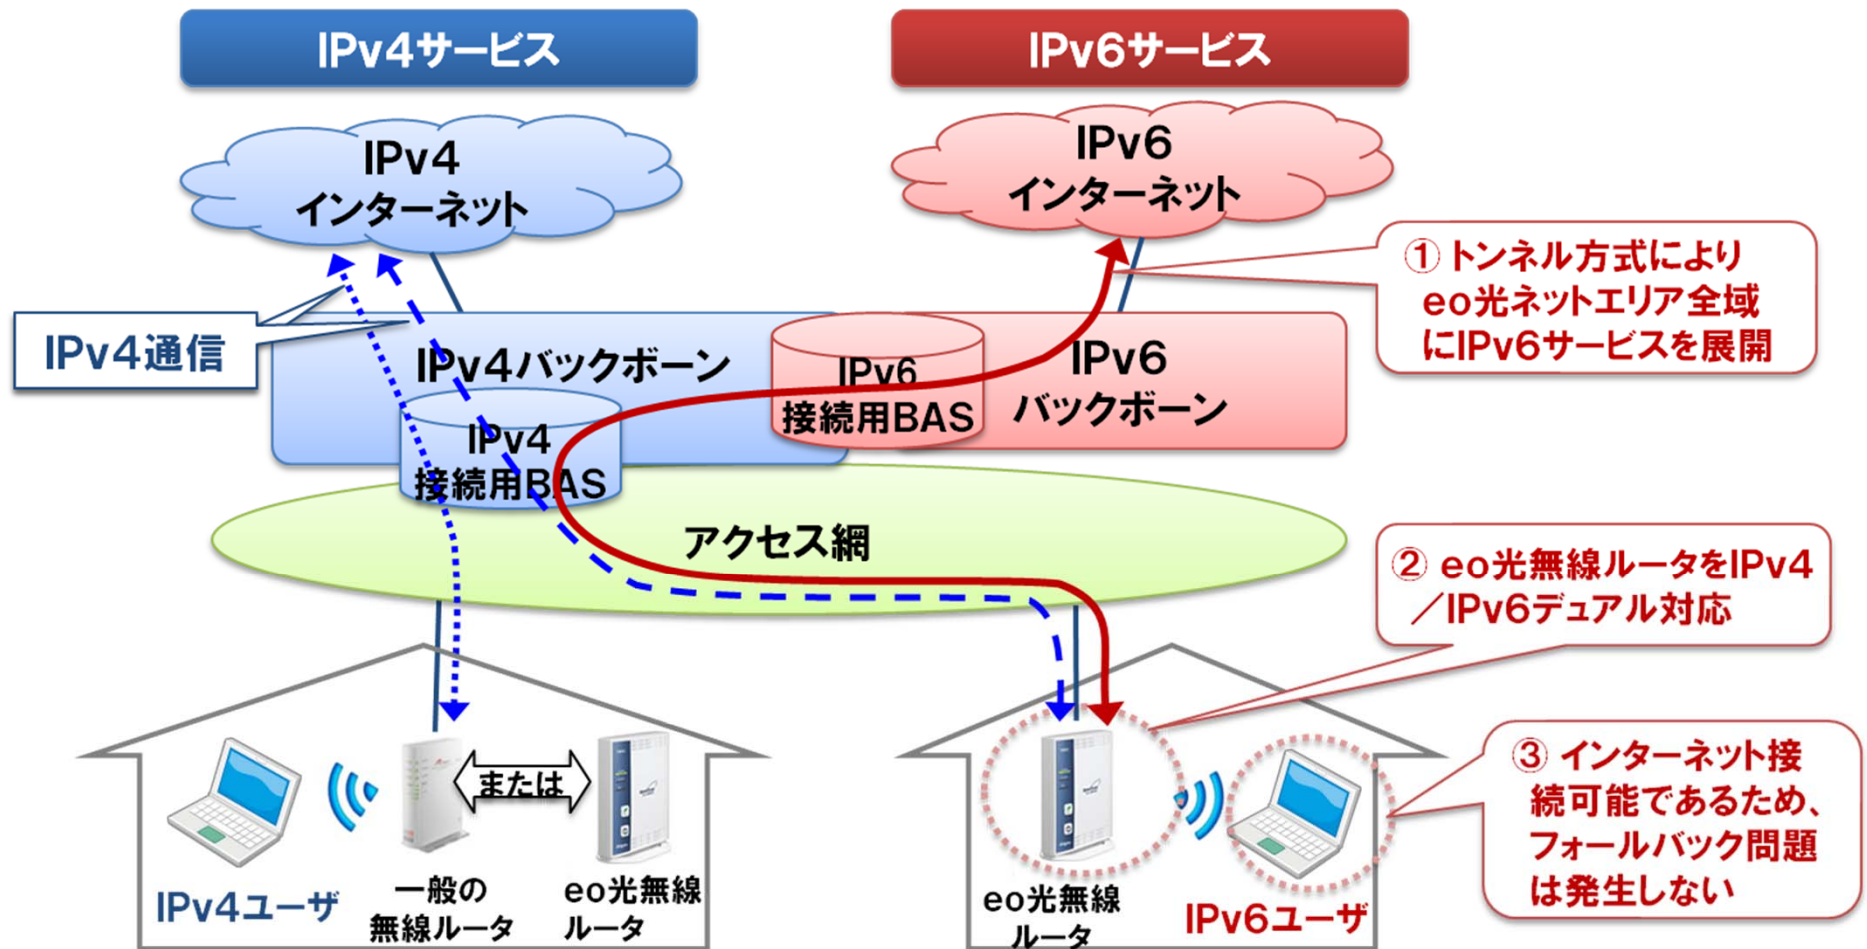 IPv4サービス
IPv6サービス
IPv4
インターネット
IPv6
インターネット
① トンネル方式により
eo光ネットエリア全域
にIPv6サービスを展開
IPv4通信
IPv4バックボーン
IPv6
接続用BAS
IPv6
バックボーン
IPv4
接続用BAS
アクセス網
② eo光無線ルータをIPv4
／IPv6デュアル対応
または
③ インターネット接
続可能であるため、
フォールバック問題
は発生しない
IPv4ユーザ
一般の
無線ルータ
eo光無線
ルータ
eo光無線
ルータ
IPv6ユーザ